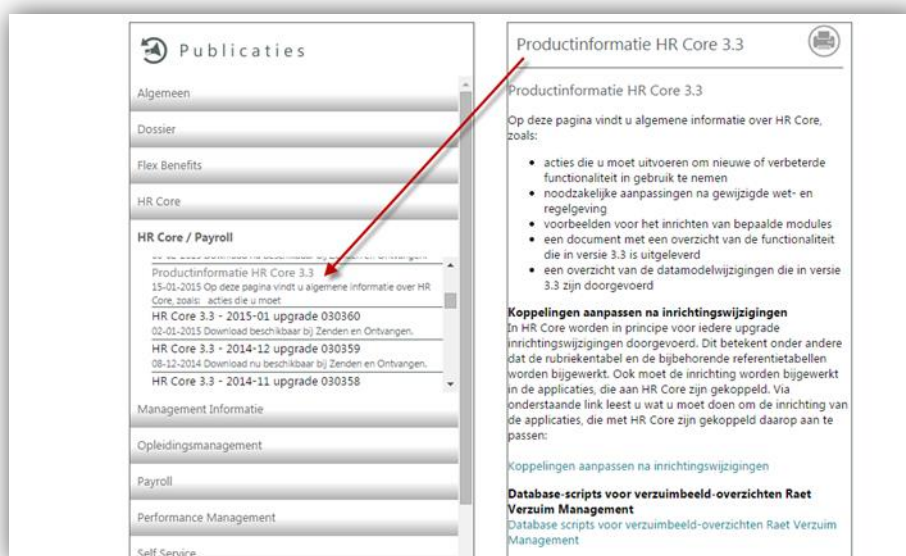 Publicaties
Algemeen
Dossier
Flex Benefits
HR Core
HR Core / Payroll
Download nu beschikbaar bij Zenden en Ontvangen.
Productinformatie HR Core 3.3
15-01-2015 Op deze pagina vindt u algemene informatie over HR
Core, zoals: acties die u moet
HR Core 3.3 - 2015-01 upgrade 030360
02-01-2015 Download beschikbaar bij Zenden en Ontvangen.
HR Core 3.3 - 2014-12 upgrade 030359
08-12-2014 Download nu beschikbaar bij Zenden en Ontvangen.
HR Core 3.3 - 2014-11 upgrade 030358
Management Informatie
Opleidingsmanagement
Payroll
Performance Management
Self Service
Productinformatie HR Core 3.3
Productinformatie HR Core 3.3
Op deze pagina vindt u algemene informatie over HR Core,
zoals:
• acties die u moet uitvoeren om nieuwe of verbeterde
functionaliteit in gebruik te nemen
• noodzakelijke aanpassingen na gewijzigde wet- en
regelgeving
• voorbeelden voor het inrichten van bepaalde modules
• een document met een overzicht van de functionaliteit
die in versie 3.3 is uitgeleverd
• een overzicht van de datamodelwijzigingen die in versie
3.3 zijn doorgevoerd
Koppelingen aanpassen na inrichtingswijzigingen
In HR Core worden in principe voor iedere upgrade
inrichtingswijzigingen doorgevoerd. Dit betekent onder andere
dat de rubriekentabel en de bijbehorende referentietabellen
worden bijgewerkt. Ook moet de inrichting worden bijgewerkt
in de applicaties, die aan HR Core zijn gekoppeld. Via
onderstaande link leest u wat u moet doen om de inrichting van
de applicaties, die met HR Core zijn gekoppeld daarop aan te
passen:
Koppelingen aanpassen na inrichtingswijzigingen
Database-scripts voor verzuimbeeld-overzichten Raet
Verzuim Management
Database scripts voor verzuimbeeld-overzichten Raet Verzuim
Management